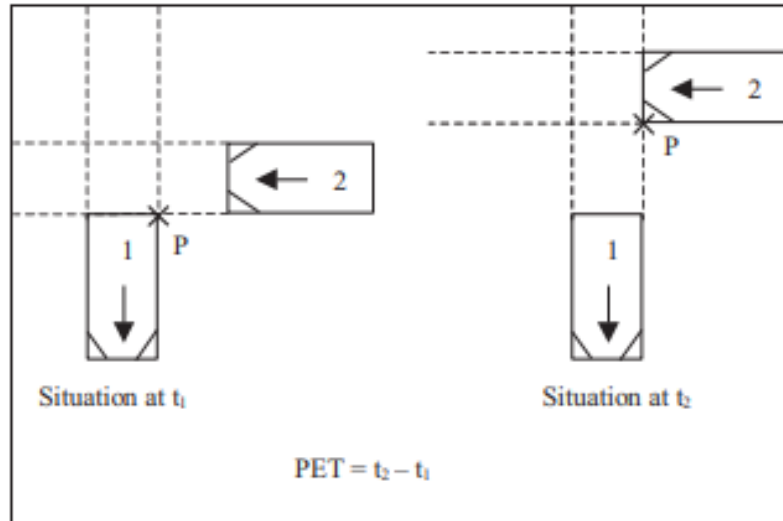 2
2
P
1
P
1
Situation at t₁
Situation at t₂
PET = t₂ – t₁